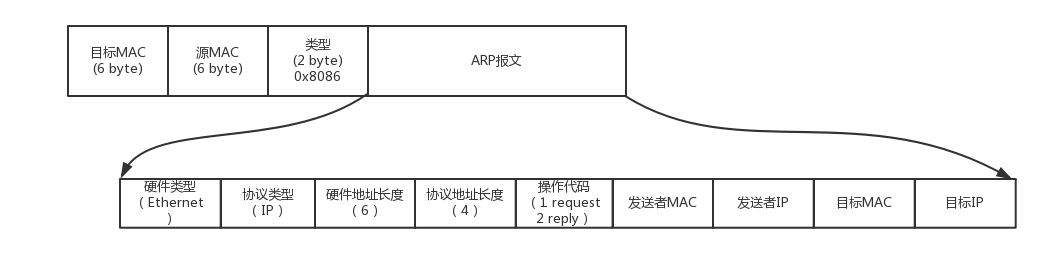 目标MAC
(6 byte)
源MAC
(6 byte)
类型
(2 byte)
0x8086
ARP报文
硬件类型
（Ethernet
）
协议类型
（IP）
硬件地址长度
（6）
协议地址长度
（4）
操作代码
（1 request
2 reply）
发送者MAC
发送者IP
目标MAC
目标IP